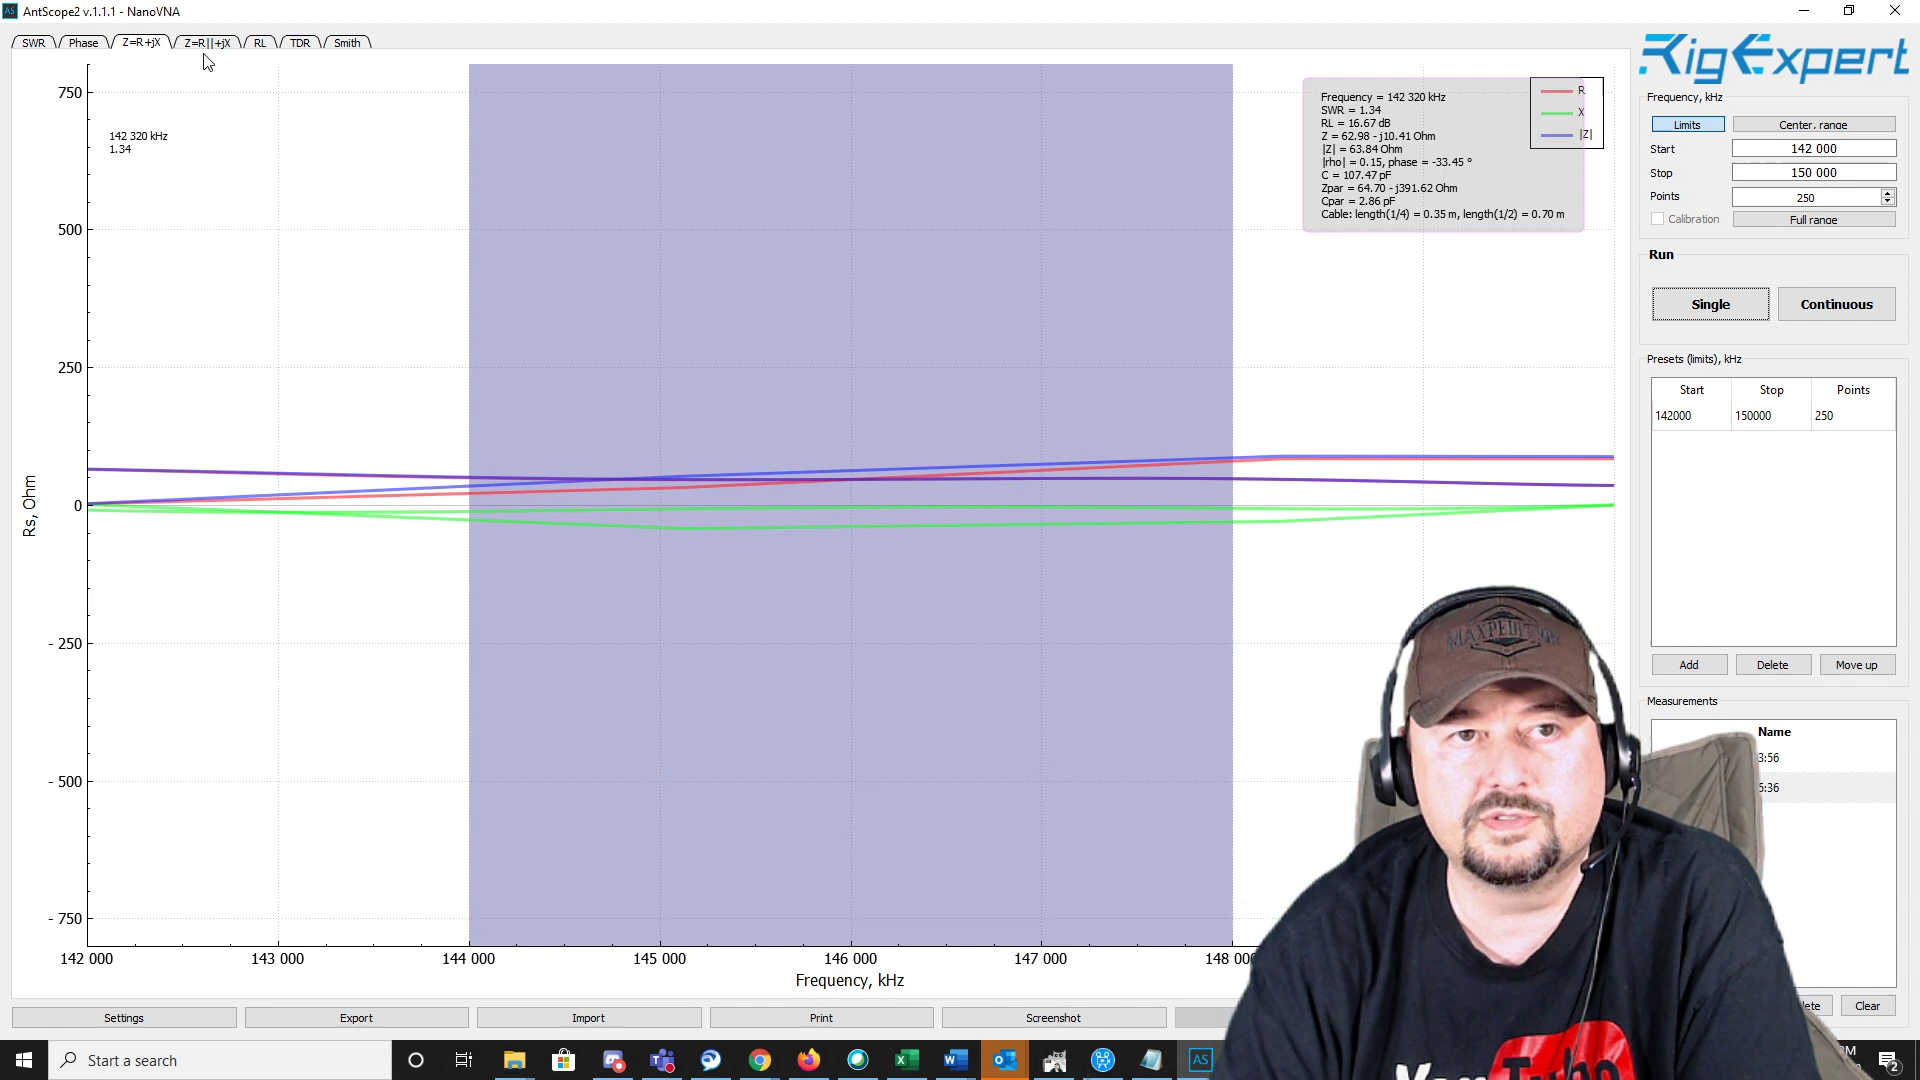 AntScope2 v.1.1.1 - NanoVNA
SWR
Phase
Z=R+jX
Z=R||+jX
RL
TDR
Smith
RigExpert
750
500
250
0
- 250
- 500
- 750
Rs, Ohm
142 320 kHz
1.34
Frequency = 142 320 kHz
SWR = 1.34
RL = 16.67 dB
Z = 62.98 - j10.41 Ohm
|Z| = 63.84 Ohm
|rho| = 0.15, phase = -33.45 °
C = 107.47 pF
Zpar = 64.70 - j391.62 Ohm
Cpar = 2.86 pF
Cable: length(1/4) = 0.35 m, length(1/2) = 0.70 m
R
X
|Z|
142 000
143 000
144 000
145 000
146 000
147 000
148 000
Frequency, kHz
Frequency, kHz
Limits
Center, range
Start
142 000
Stop
150 000
Points
250
Calibration
Full range
Run
Single
Continuous
Presets (limits), kHz
Start
Stop
Points
142000
150000
250
Add
Delete
Move up
Measurements
Name
3:56
5:36
Clear
Settings
Export
Import
Print
Screenshot
MAXPEDITION
You Tube
Start a search
AS
2